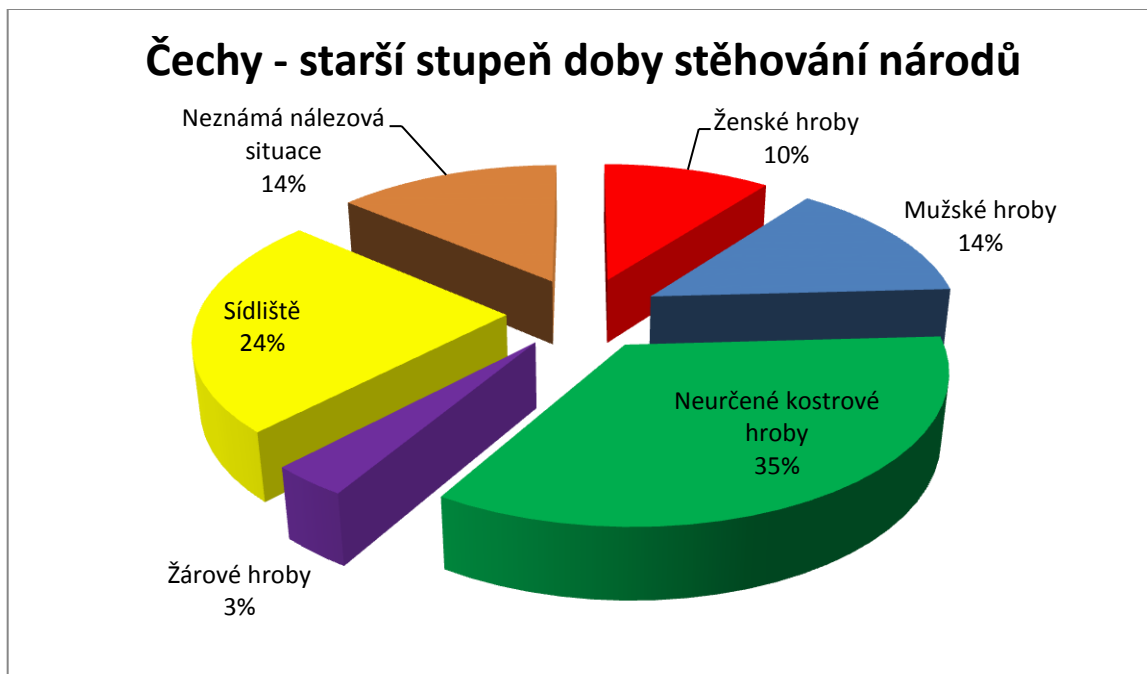 Čechy - starší stupeň doby stěhování národů
Neznámá nálezová
situace
14%
Ženské hroby
10%
Mužské hroby
14%
Sídliště
24%
Neurčené kostrové
hroby
35%
Žárové hroby
3%